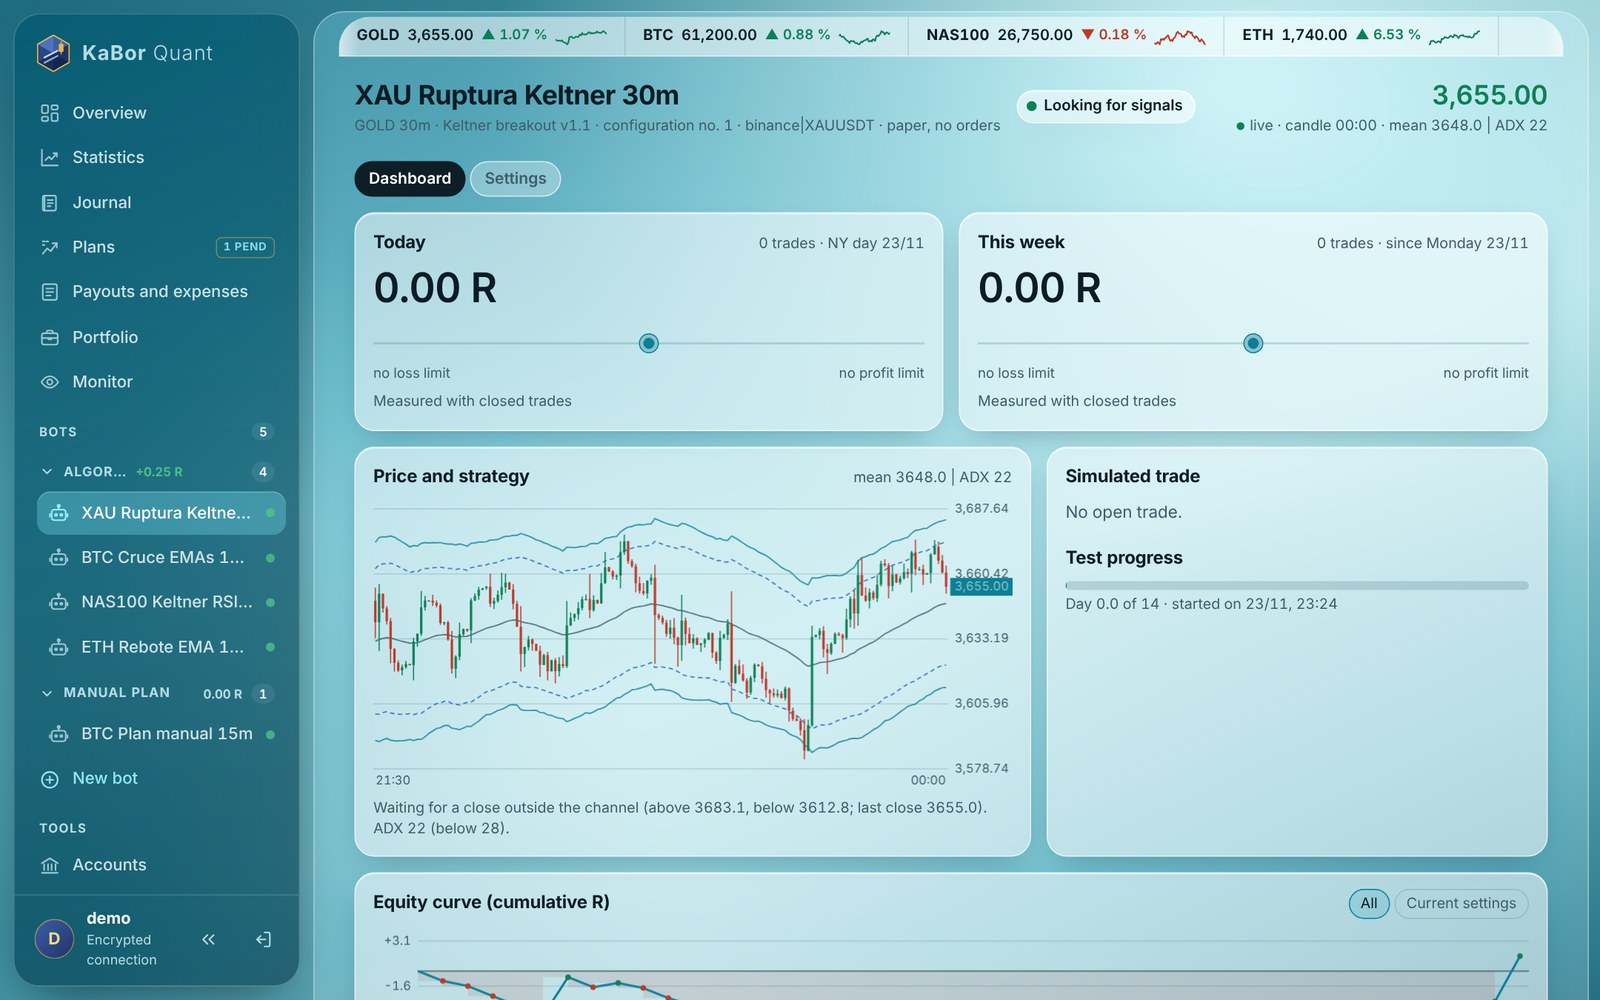 KaBor Quant
Overview
Statistics
Journal
Plans
1 PEND
Payouts and expenses
Portfolio
Monitor
BOTS
5
ALGOR... +0.25 R
4
XAU Ruptura Keltne...
BTC Cruce EMAs 1...
NAS100 Keltner RSI...
ETH Rebote EMA 1...
MANUAL PLAN
0.00 R
1
BTC Plan manual 15m
New bot
TOOLS
Accounts
D
demo
Encrypted
connection
GOLD 3,655.00 ▲ 1.07 %
BTC 61,200.00 ▲ 0.88 %
NAS100 26,750.00 ▼ 0.18 %
ETH 1,740.00 ▲ 6.53 %
XAU Ruptura Keltner 30m
GOLD 30m · Keltner breakout v1.1 · configuration no. 1 · binance|XAUUSDT · paper, no orders
Looking for signals
3,655.00
live · candle 00:00 · mean 3648.0 | ADX 22
Dashboard
Settings
Today
0 trades · NY day 23/11
0.00 R
no loss limit
no profit limit
Measured with closed trades
This week
0 trades · since Monday 23/11
0.00 R
no loss limit
no profit limit
Measured with closed trades
Price and strategy
mean 3648.0 | ADX 22
3,687.64
3,660.42
3,655.00
3,633.19
3,605.96
3,578.74
21:30
00:00
Waiting for a close outside the channel (above 3683.1, below 3612.8; last close 3655.0).
ADX 22 (below 28).
Simulated trade
No open trade.
Test progress
Day 0.0 of 14 · started on 23/11, 23:24
Equity curve (cumulative R)
All
Current settings
+3.1
-1.6